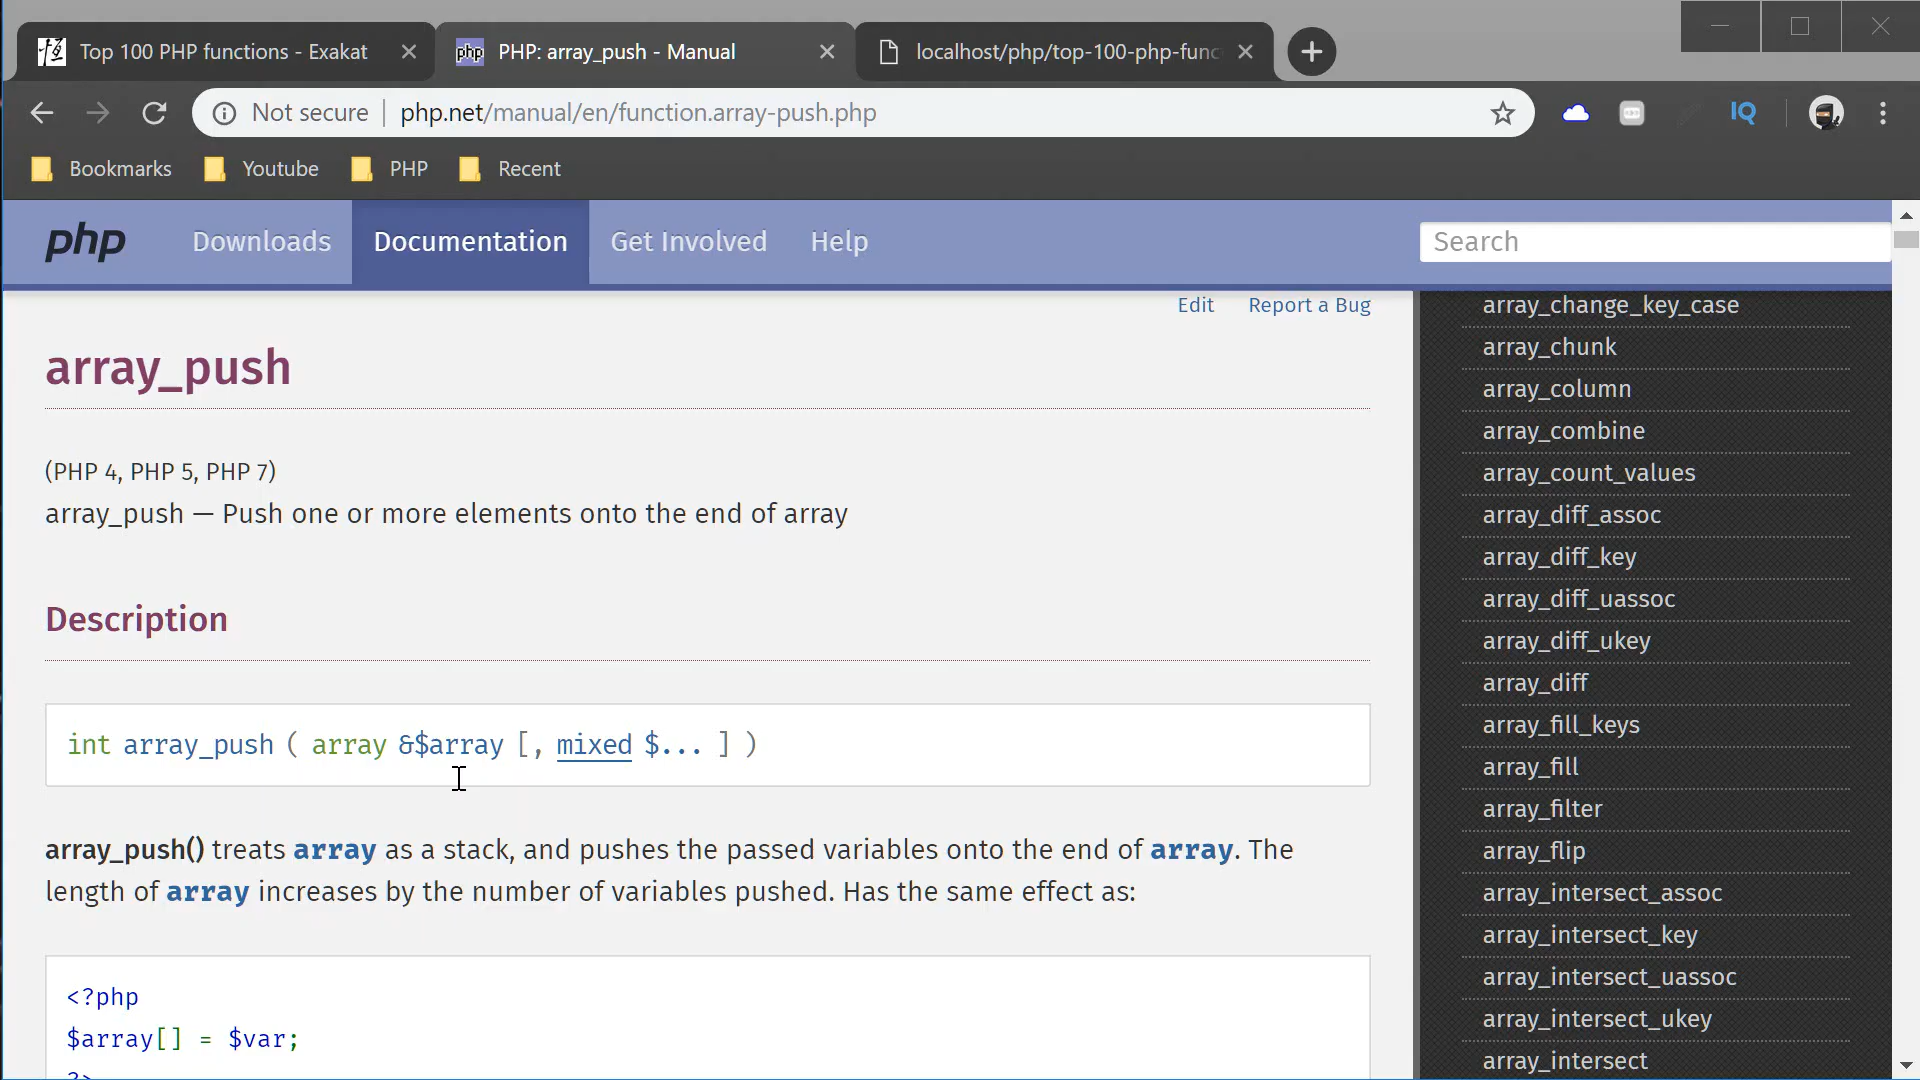 Top 100 PHP functions - Exakat
PHP: array_push - Manual
localhost/php/top-100-php-func
Not secure
php.net/manual/en/function.array-push.php
IQ
Bookmarks
Youtube
PHP
Recent
php
Downloads
Documentation
Get Involved
Help
Search
Edit
Report a Bug
array_push
(PHP 4, PHP 5, PHP 7)
array_push — Push one or more elements onto the end of array
Description
int array_push ( array &$array [, mixed $... ] )
array_push() treats array as a stack, and pushes the passed variables onto the end of array. The
length of array increases by the number of variables pushed. Has the same effect as:
<?php
$array[] = $var;
?>
array_change_key_case
array_chunk
array_column
array_combine
array_count_values
array_diff_assoc
array_diff_key
array_diff_uassoc
array_diff_ukey
array_diff
array_fill_keys
array_fill
array_filter
array_flip
array_intersect_assoc
array_intersect_key
array_intersect_uassoc
array_intersect_ukey
array_intersect